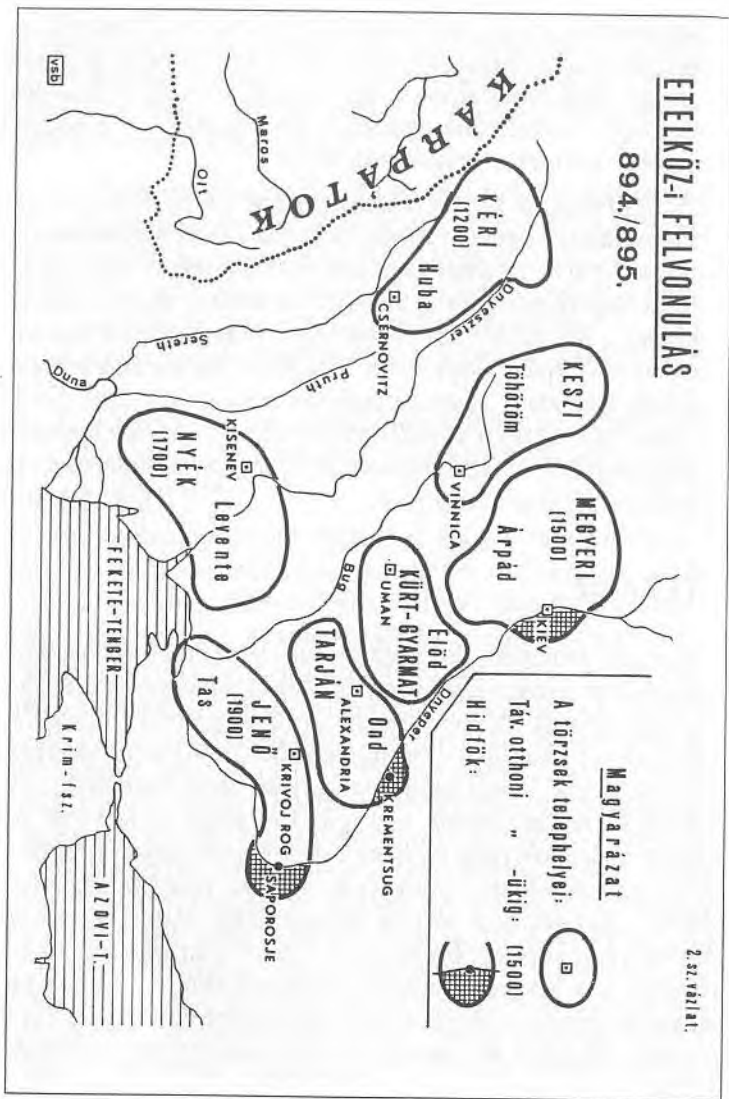 ETELKÖZ-i FELVONULÁS
894./895.
2.sz.vázlat.
Magyarázat
A törzsek telephelyei:
Táv. otthoni „ -ükig: (1500)
Hídfők:
KÁRPÁTOK
Maros
Olt
KÉRI
(1200)
Huba
CSERNOVITZ
Dnyeszter
Sereth
Pruth
Duna
KESZI
Töhötöm
VINNICA
MEGYERI
(1500)
Árpád
KIEV
Előd
KÜRT-GYARMAT
UMAN
Bug
Dnyeper
Ond
TARJÁN
ALEXANDRIA
KREMENTSUG
JENŐ
(1900)
Tas
KRIVOJ ROG
SAPOROSJE
NYÉK
(1700)
Levente
KISENEV
FEKETE-TENGER
Krim-fsz.
AZOVI-T.
vsb